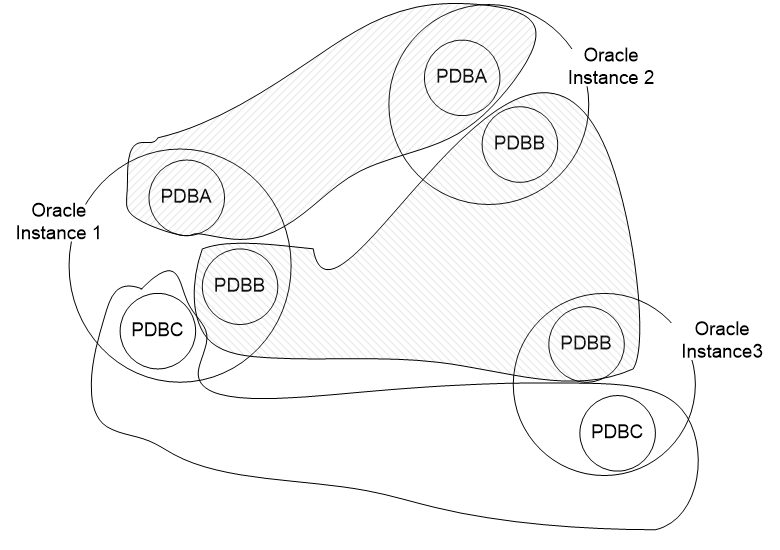 PDBA
Oracle
Instance 2
PDBB
PDBA
Oracle
Instance 1
PDBB
PDBC
PDBB
Oracle
Instance3
PDBC